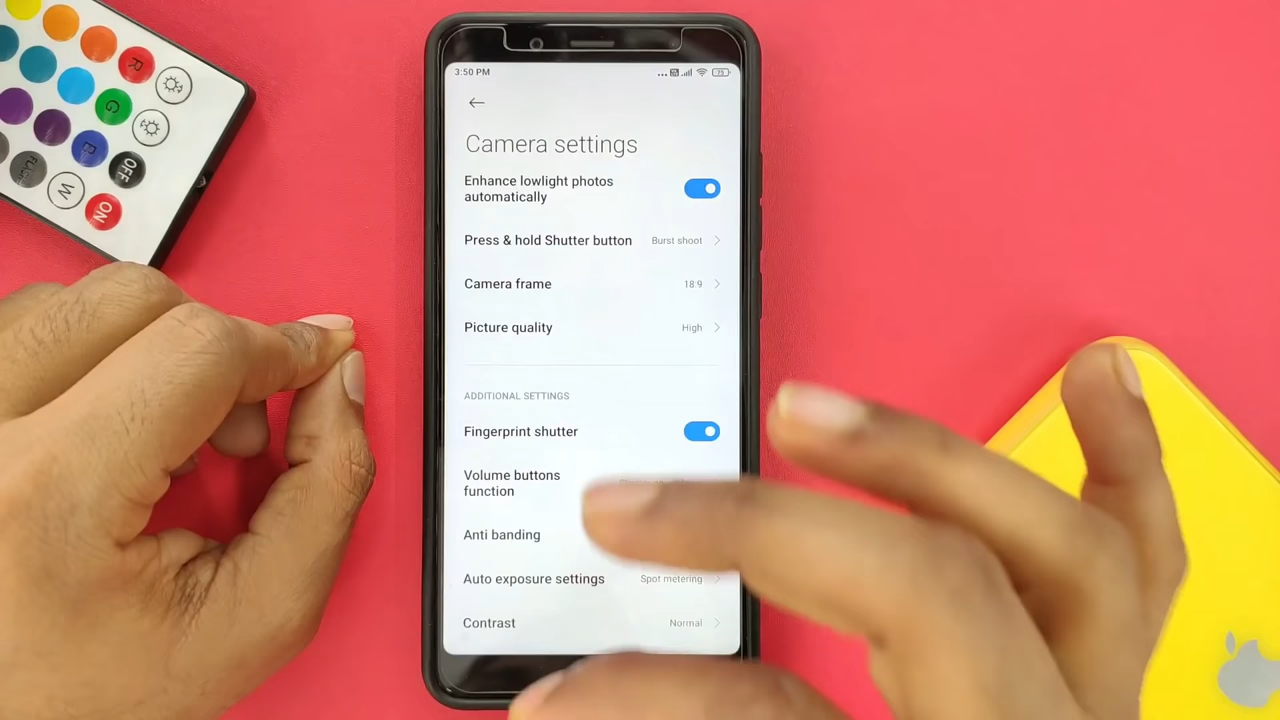 R
G
B
OFF
FLASH
W
ON
3:50 PM
75
Camera settings
Enhance lowlight photos
automatically
Press & hold Shutter button Burst shoot
Camera frame 18:9
Picture quality High
ADDITIONAL SETTINGS
Fingerprint shutter
Volume buttons
function
Anti banding
Auto exposure settings Spot metering
Contrast Normal